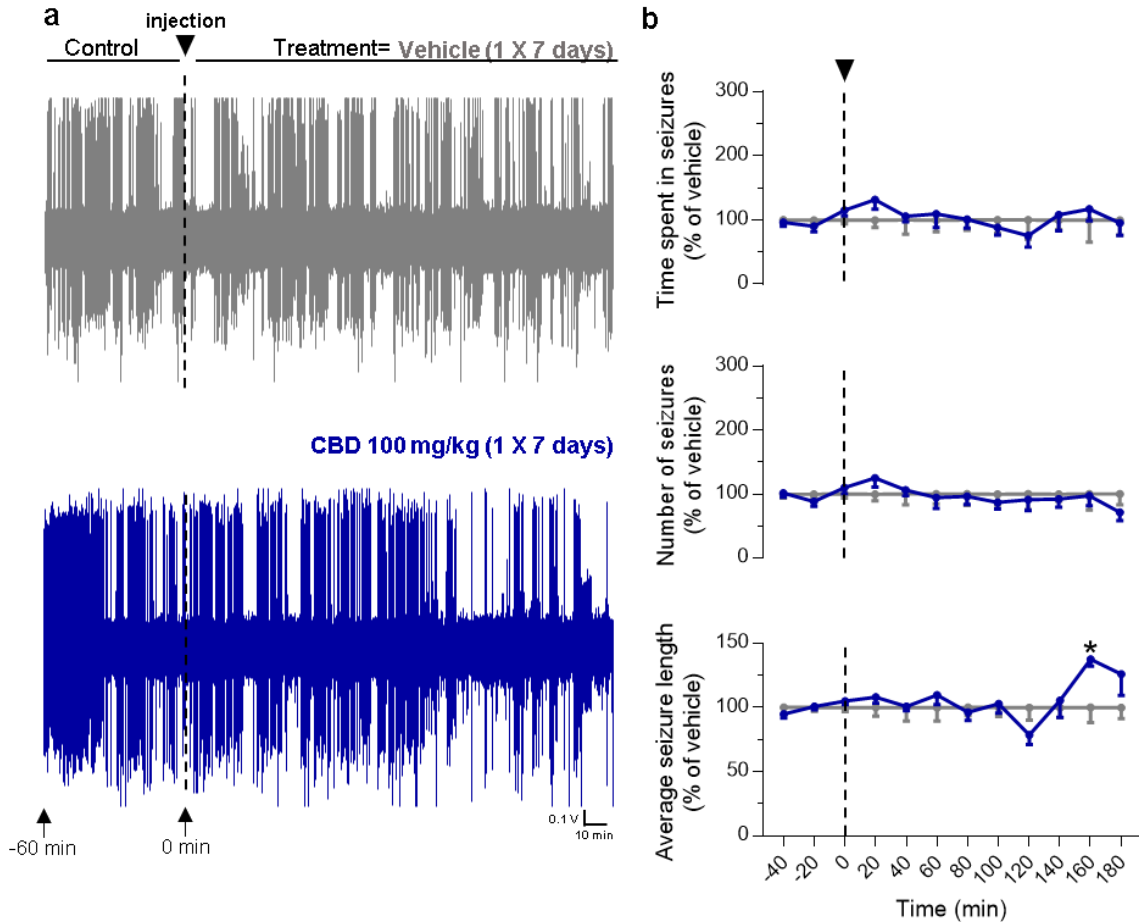 a
injection
Control
Treatment= Vehicle (1 X 7 days)
CBD 100 mg/kg (1 X 7 days)
0.1 V
10 min
-60 min
0 min
b
Time spent in seizures
(% of vehicle)
300
200
100
0
Number of seizures
(% of vehicle)
300
200
100
0
Average seizure length
(% of vehicle)
150
100
50
0
*
-40 -20 0 20 40 60 80 100 120 140 160 180
Time (min)